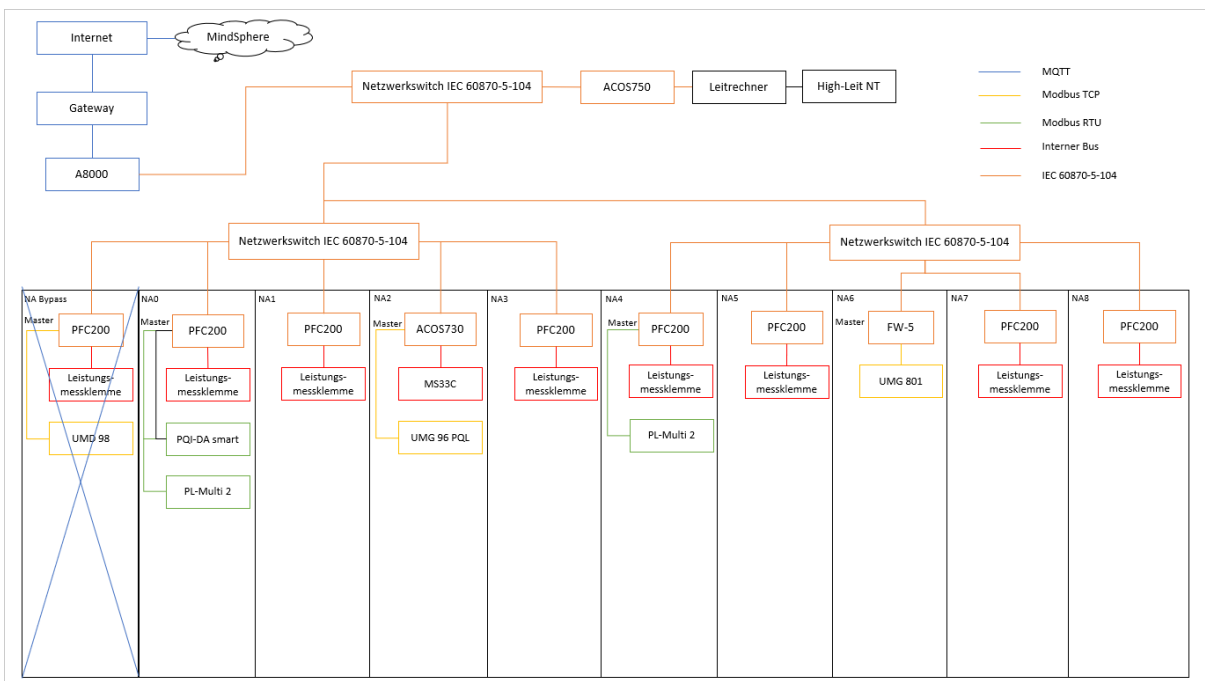 Internet
MindSphere
Gateway
A8000
Netzwerkswitch IEC 60870-5-104
ACOS750
Leitrechner
High-Leit NT
MQTT
Modbus TCP
Modbus RTU
Interner Bus
IEC 60870-5-104
Netzwerkswitch IEC 60870-5-104
Netzwerkswitch IEC 60870-5-104
NA Bypass
Master
PFC200
Leistungs-
messklemme
UMD 98
NA0
Master
PFC200
Leistungs-
messklemme
PQI-DA smart
PL-Multi 2
NA1
PFC200
Leistungs-
messklemme
NA2
Master
ACOS730
MS33C
UMG 96 PQL
NA3
PFC200
Leistungs-
messklemme
NA4
Master
PFC200
Leistungs-
messklemme
PL-Multi 2
NA5
PFC200
Leistungs-
messklemme
NA6
Master
FW-5
UMG 801
NA7
PFC200
Leistungs-
messklemme
NA8
PFC200
Leistungs-
messklemme